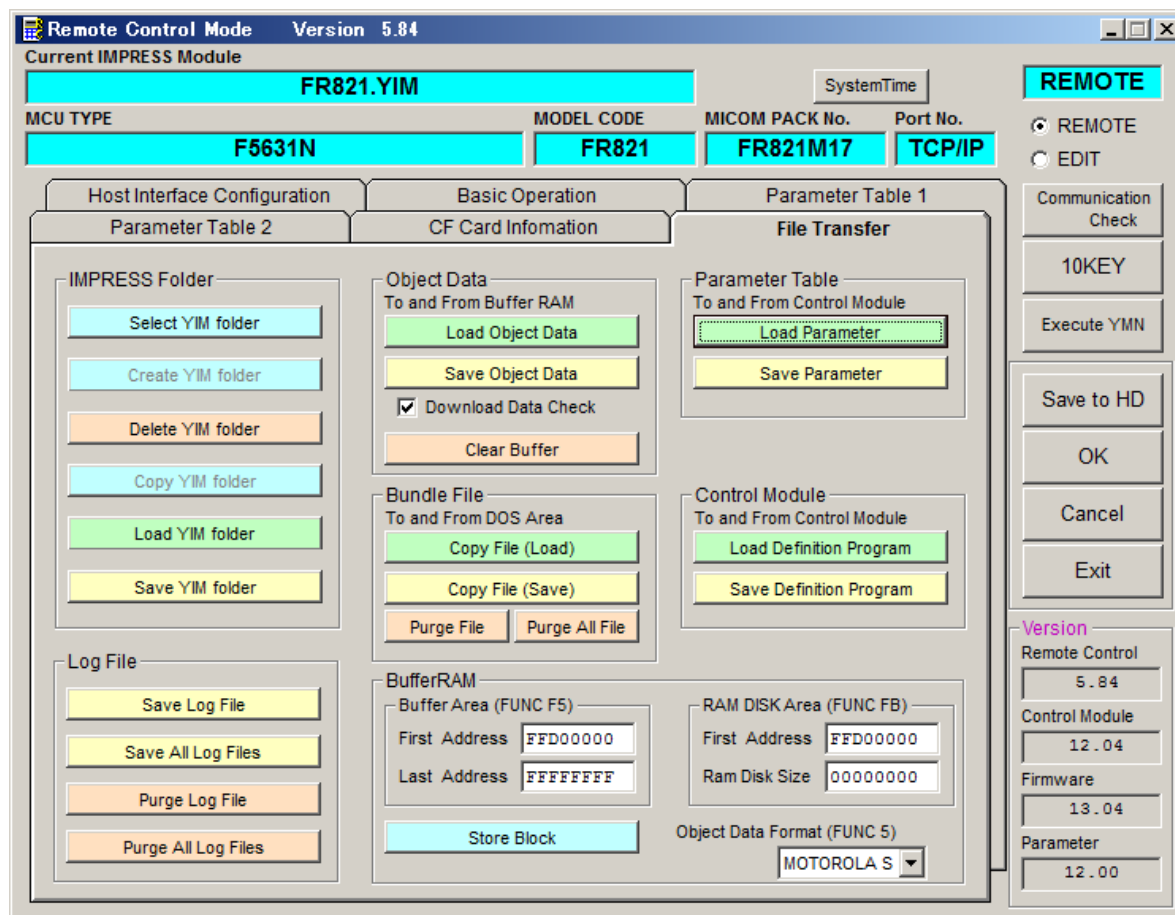 Remote Control Mode Version 5.84
Current IMPRESS Module
FR821.YIM
SystemTime
REMOTE
MCU TYPE
MODEL CODE
MICOM PACK No.
Port No.
F5631N
FR821
FR821M17
TCP/IP
REMOTE
EDIT
Host Interface Configuration
Basic Operation
Parameter Table 1
Parameter Table 2
CF Card Infomation
File Transfer
Communication
Check
10KEY
Execute YMN
Save to HD
OK
Cancel
Exit
IMPRESS Folder
Select YIM folder
Create YIM folder
Delete YIM folder
Copy YIM folder
Load YIM folder
Save YIM folder
Object Data
To and From Buffer RAM
Load Object Data
Save Object Data
Download Data Check
Clear Buffer
Parameter Table
To and From Control Module
Load Parameter
Save Parameter
Bundle File
To and From DOS Area
Copy File (Load)
Copy File (Save)
Purge File
Purge All File
Control Module
To and From Control Module
Load Definition Program
Save Definition Program
Log File
Save Log File
Save All Log Files
Purge Log File
Purge All Log Files
BufferRAM
Buffer Area (FUNC F5)
First Address FFD00000
Last Address FFFFFFFF
RAM DISK Area (FUNC FB)
First Address FFD00000
Ram Disk Size 00000000
Store Block
Object Data Format (FUNC 5)
MOTOROLA S
Version
Remote Control
5.84
Control Module
12.04
Firmware
13.04
Parameter
12.00